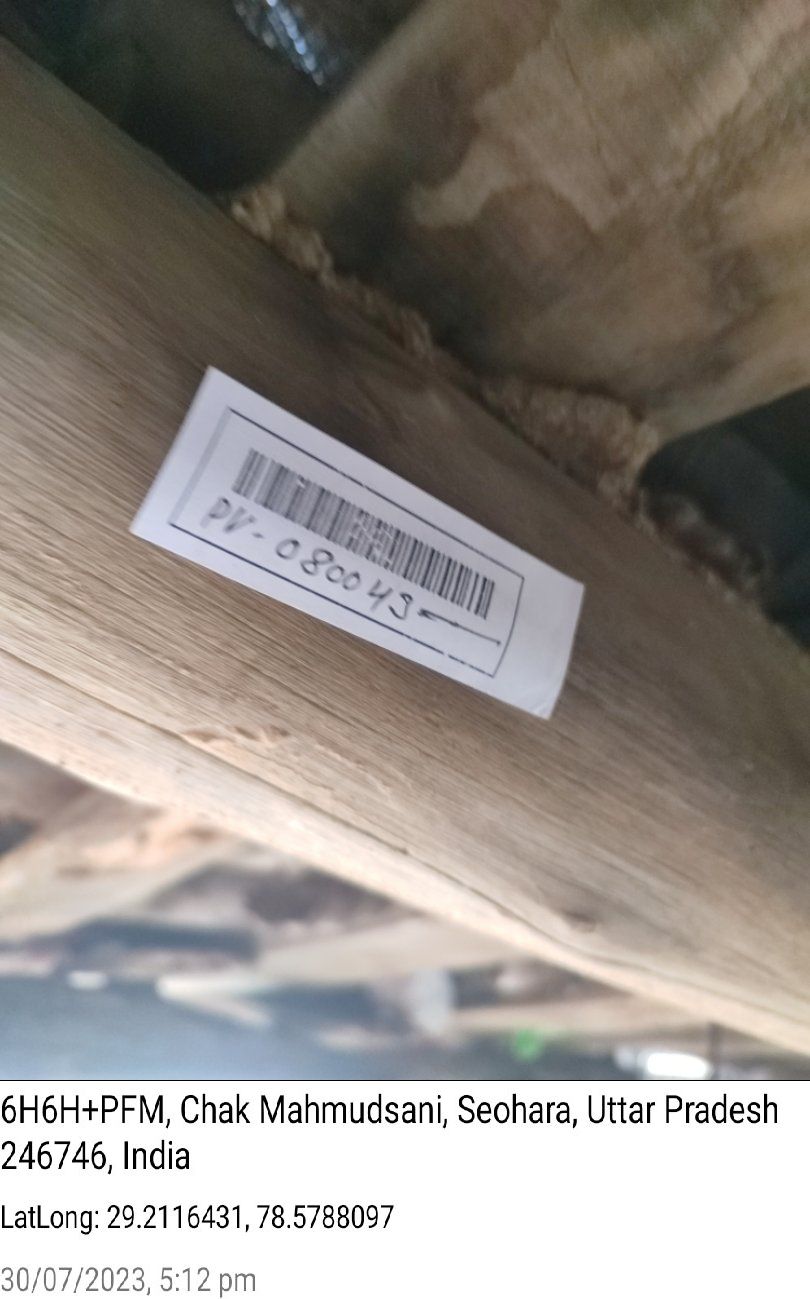 PV-080049
6H6H+PFM, Chak Mahmudsani, Seohara, Uttar Pradesh
246746, India
LatLong: 29.2116431, 78.5788097
30/07/2023, 5:12 pm